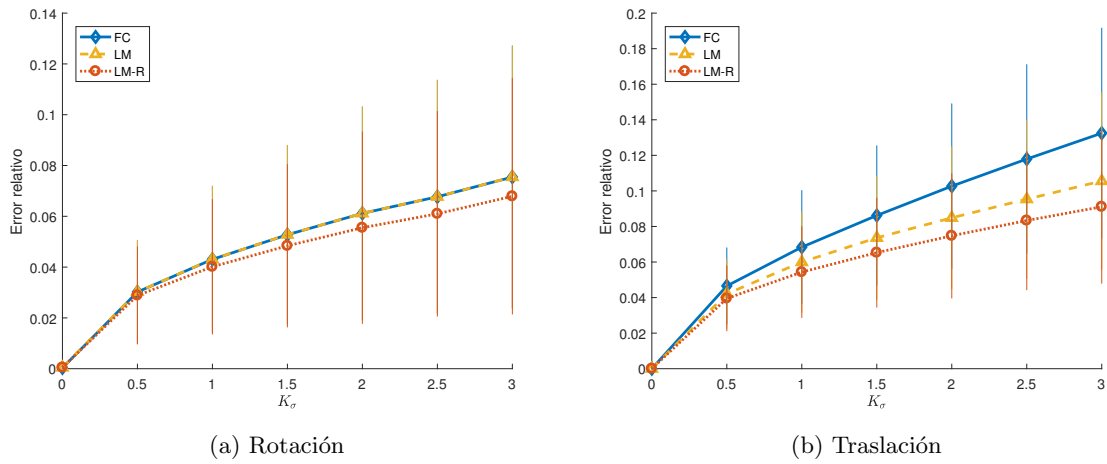 0.14
0.12
0.1
0.08
0.06
0.04
0.02
0
Error relativo
FC
LM
LM-R
0 0.5 1 1.5 2 2.5 3
K_σ
(a) Rotación
0.2
0.18
0.16
0.14
0.12
0.1
0.08
0.06
0.04
0.02
0
Error relativo
FC
LM
LM-R
0 0.5 1 1.5 2 2.5 3
K_σ
(b) Traslación